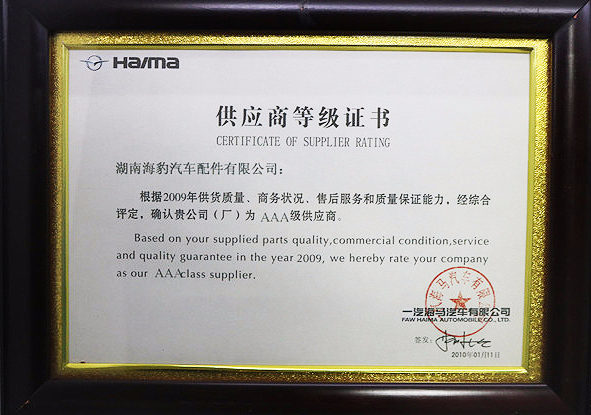 Haima
供应商等级证书
CERTIFICATE OF SUPPLIER RATING
湖南海豹汽车配件有限公司：
根据2009年供货质量、商务状况、售后服务和质量保证能力，经综合
评定，确认贵公司（厂）为 AAA级供应商。
Based on your supplied parts quality,commercial condition,service
and quality guarantee in the year 2009, we hereby rate your company
as our AAAclass supplier.
一汽海马汽车有限公司
FAW HAIMA AUTOMOBILE CO., LTD.
签发：
2010年01月11日